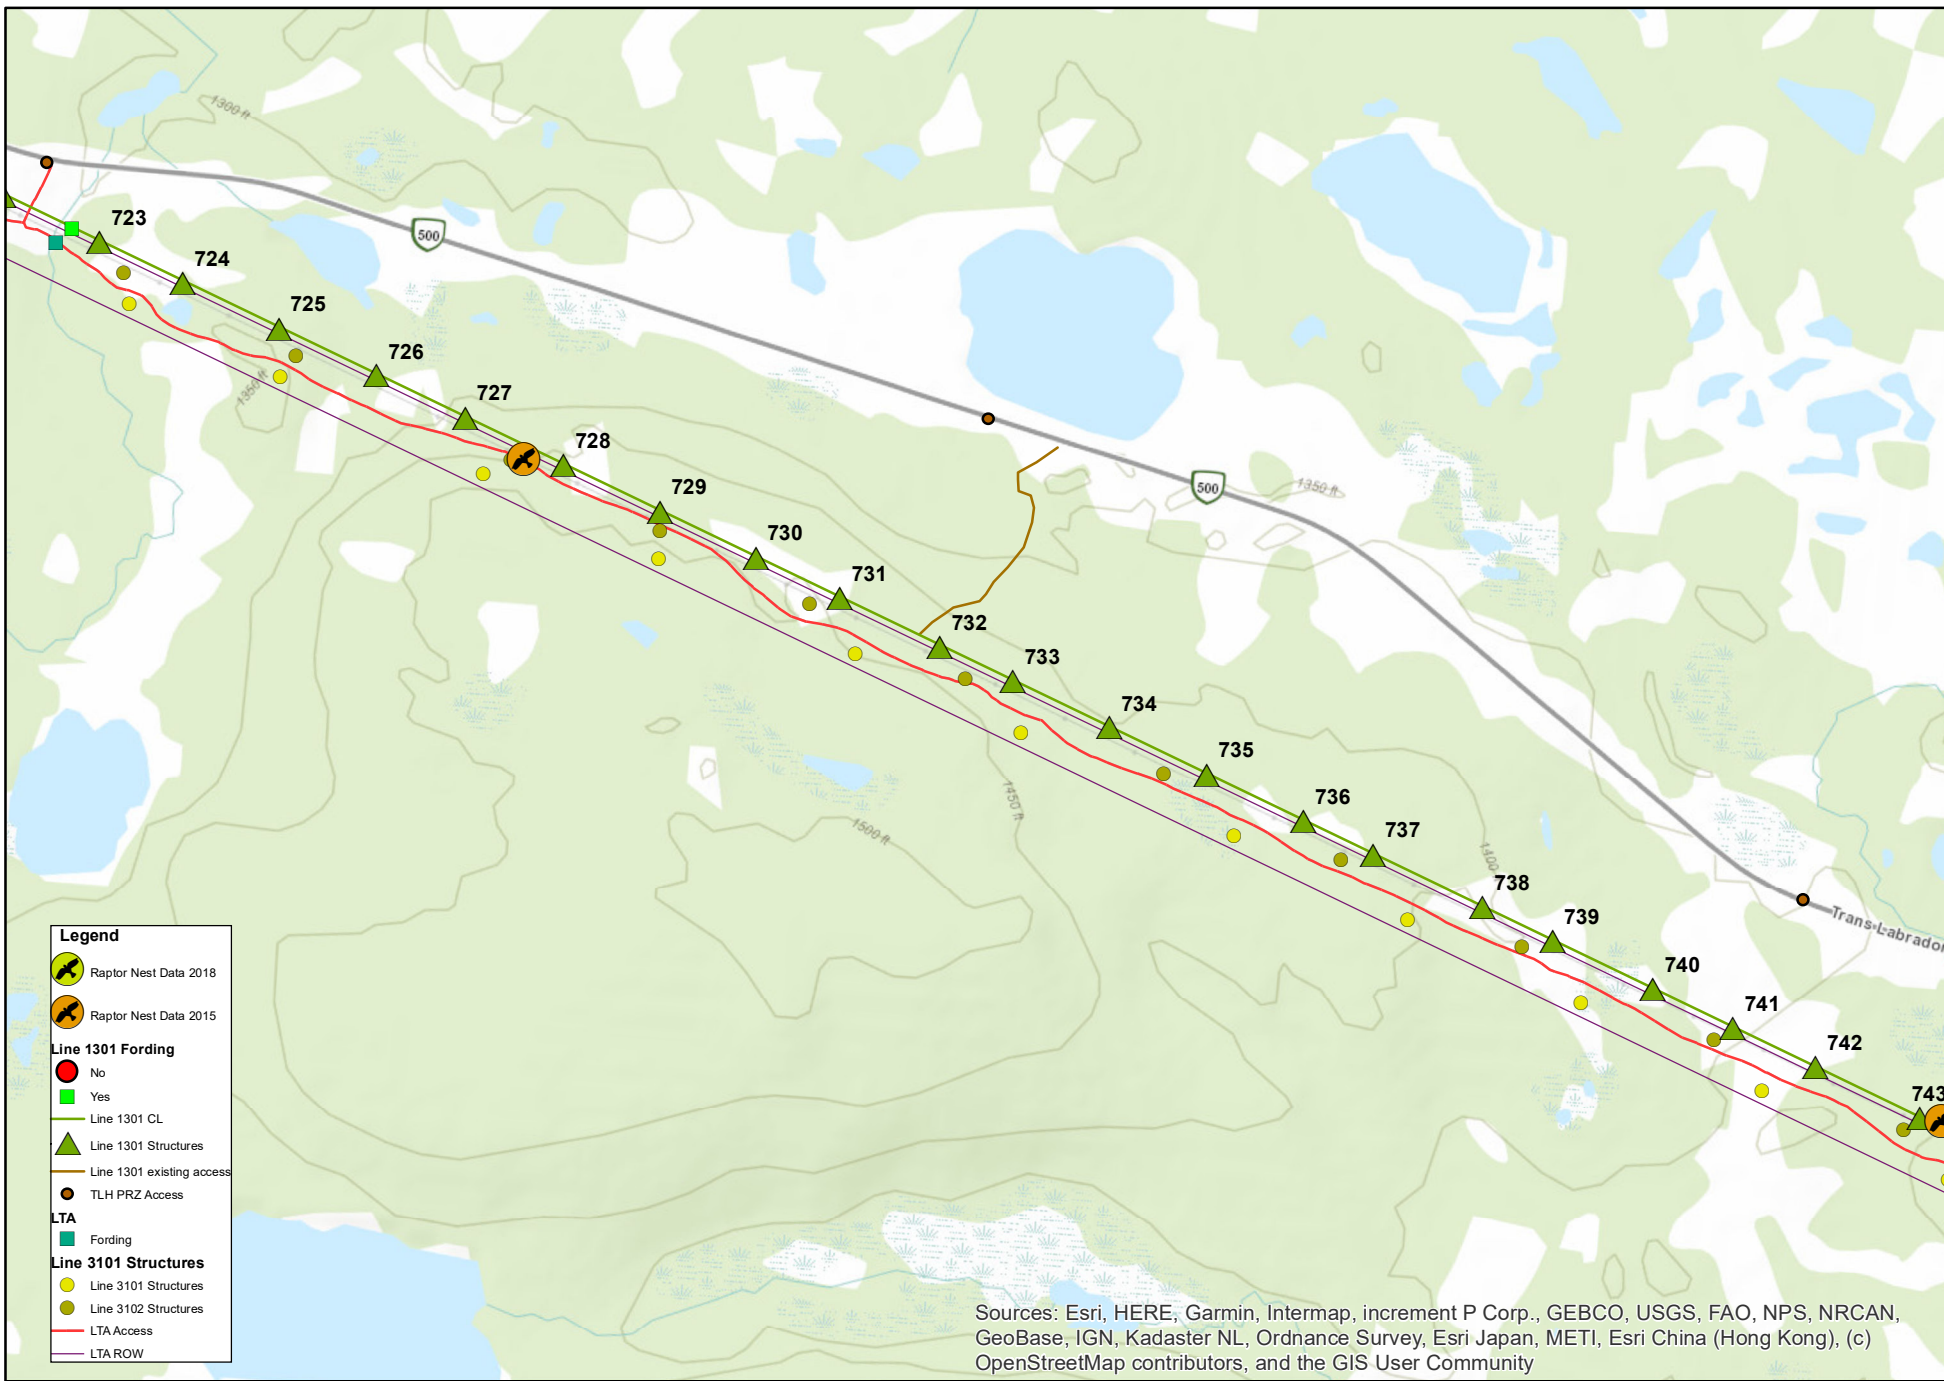 1300 ft
500
723
724
725
726
1350 ft
727
728
729
500
1350 ft
730
731
732
733
734
735
1450 ft
736
1500 ft
737
1400
738
739
Trans-Labrador
740
741
742
743
Legend
Raptor Nest Data 2018
Raptor Nest Data 2015
Line 1301 Fording
No
Yes
Line 1301 CL
Line 1301 Structures
Line 1301 existing access
TLH PRZ Access
LTA
Fording
Line 3101 Structures
Line 3101 Structures
Line 3102 Structures
LTA Access
LTA ROW
Sources: Esri, HERE, Garmin, Intermap, increment P Corp., GEBCO, USGS, FAO, NPS, NRCAN,
GeoBase, IGN, Kadaster NL, Ordnance Survey, Esri Japan, METI, Esri China (Hong Kong), (c)
OpenStreetMap contributors, and the GIS User Community